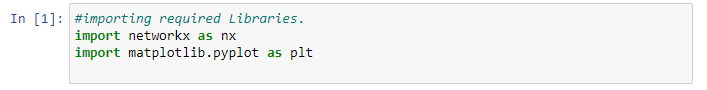 In [1]: #importing required Libraries.
import networkx as nx
import matplotlib.pyplot as plt